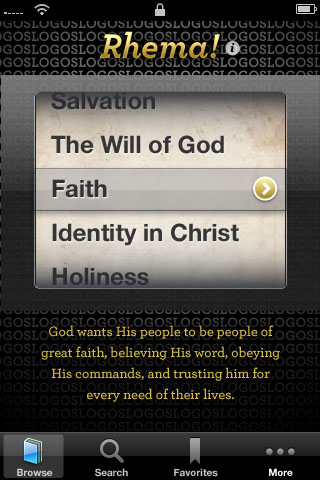 Rhema!
Salvation
The Will of God
Faith
Identity in Christ
Holiness
God wants His people to be people of
great faith, believing His word, obeying
His commands, and trusting him for
every need of their lives.
Browse
Search
Favorites
More